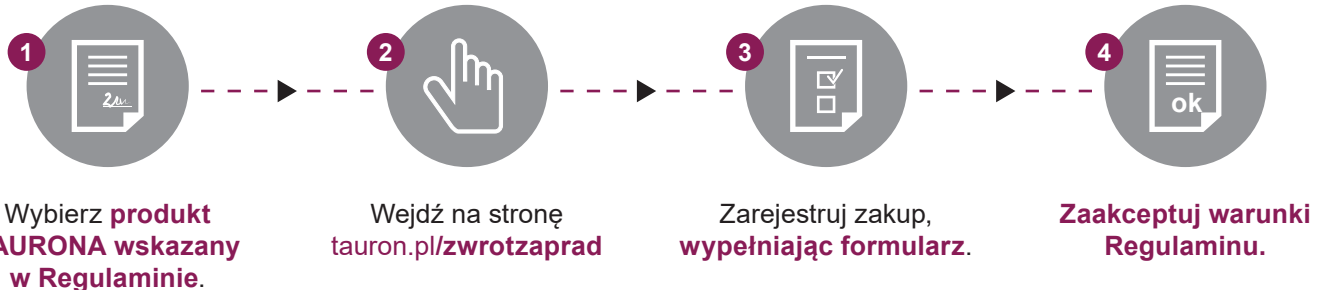 1
Wybierz produkt
AURONA wskazany
w Regulaminie.
2
Wejdź na stronę
tauron.pl/zwrotzaprad
3
Zarejestruj zakup,
wypełniając formularz.
4
ok
Zaakceptuj warunki
Regulaminu.